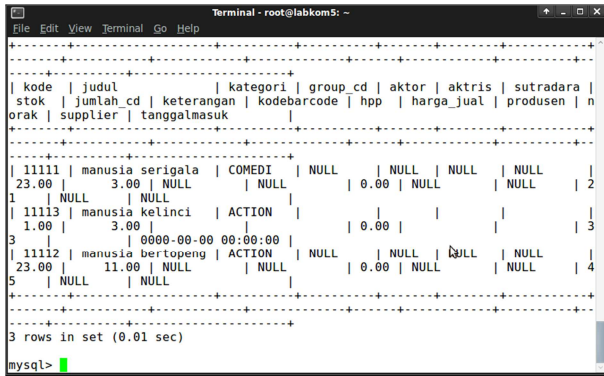 Terminal - root@labkom5: ~
File Edit View Terminal Go Help
+-------+------------------+----------+----------+-------+--------+-----------+
-------+-----------+------------+-------------+------+------------+----------+--
-----+----------+---------------------+
| kode | judul | kategori | group_cd | aktor | aktris | sutradara |
stok | jumlah_cd | keterangan | kodebarcode | hpp | harga_jual | produsen | n
orak | supplier | tanggalmasuk |
+-------+------------------+----------+----------+-------+--------+-----------+
-------+-----------+------------+-------------+------+------------+----------+--
-----+----------+---------------------+
| 11111 | manusia serigala | COMEDI | NULL | NULL | NULL | NULL |
23.00 | 3.00 | NULL | NULL | 0.00 | NULL | NULL | 2
1 | NULL | NULL |
| 11113 | manusia kelinci | ACTION | | | | |
1.00 | 3.00 | | | 0.00 | | | 3
3 | | 0000-00-00 00:00:00 |
| 11112 | manusia bertopeng | ACTION | NULL | NULL | NULL | NULL |
23.00 | 11.00 | NULL | NULL | 0.00 | NULL | NULL | 4
5 | NULL | NULL |
+-------+------------------+----------+----------+-------+--------+-----------+
-------+-----------+------------+-------------+------+------------+----------+--
-----+----------+---------------------+
3 rows in set (0.01 sec)
mysql>